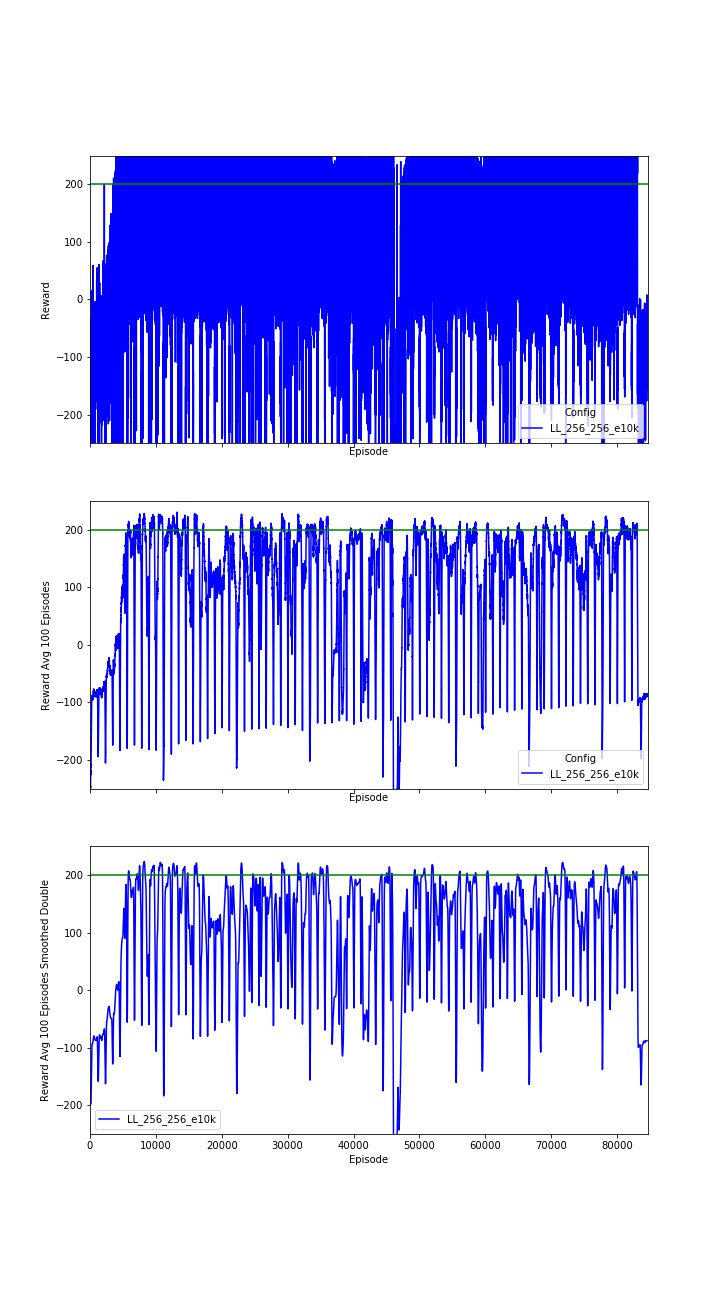 200
100
0
−100
−200
Reward
Config
LL_256_256_e10k
Episode
200
100
0
−100
−200
Reward Avg 100 Episodes
Config
LL_256_256_e10k
Episode
200
100
0
−100
−200
Reward Avg 100 Episodes Smoothed Double
LL_256_256_e10k
0 10000 20000 30000 40000 50000 60000 70000 80000
Episode